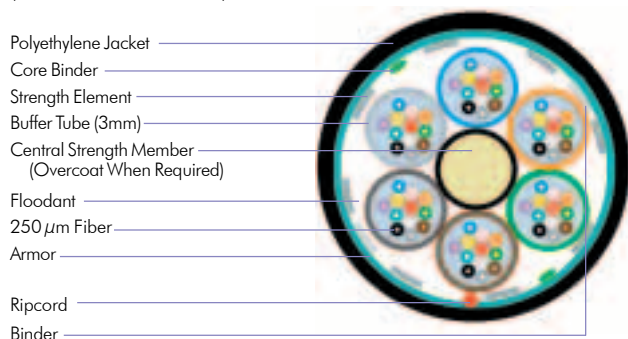 Polyethylene Jacket
Core Binder
Strength Element
Buffer Tube (3mm)
Central Strength Member
(Overcoat When Required)
Floodant
250 µm Fiber
Armor
Ripcord
Binder